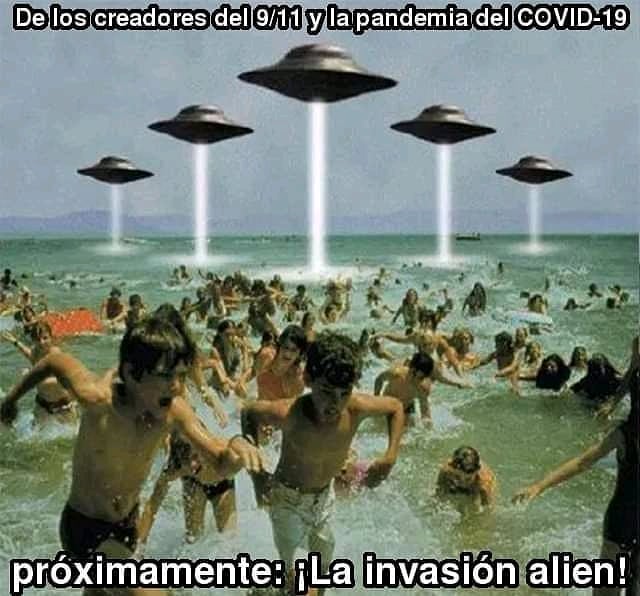 De los creadores del 9/11 y la pandemia del COVID-19
próximamente: ¡La invasión alien!